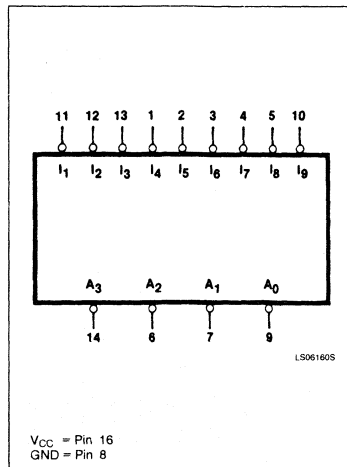 11 12 13 1 2 3 4 5 10
I1 I2 I3 I4 I5 I6 I7 I8 I9
A3 A2 A1 A0
14 6 7 9
LS06160S
VCC = Pin 16
GND = Pin 8